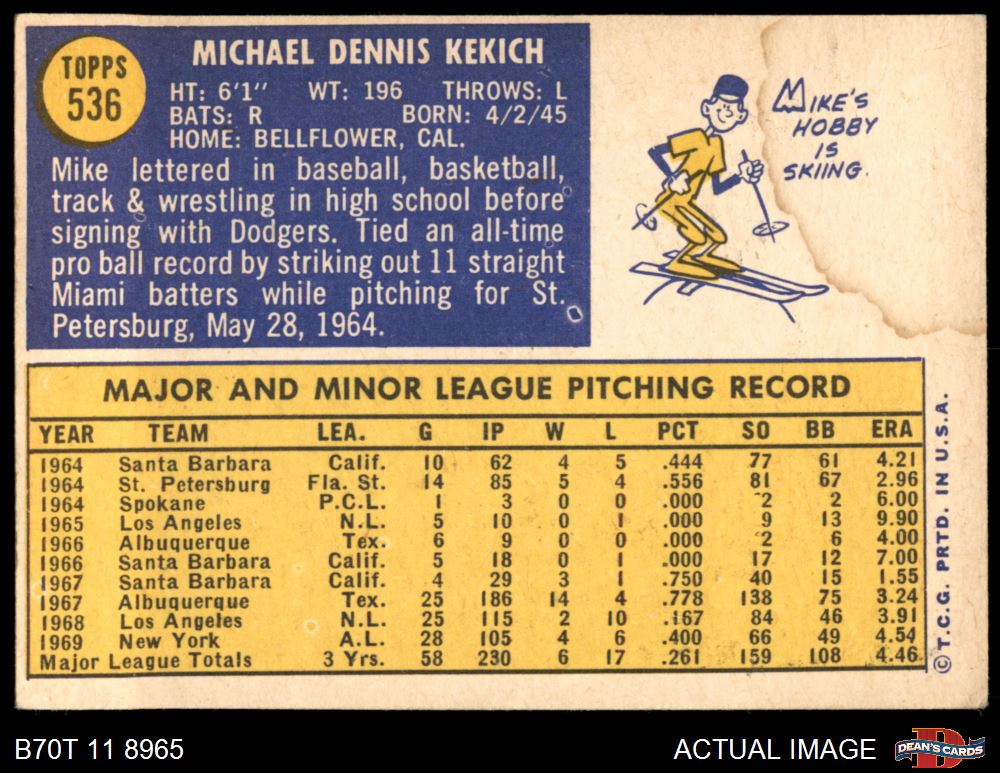 TOPPS
536
MICHAEL DENNIS KEKICH
HT: 6'1" WT: 196 THROWS: L
BATS: R BORN: 4/2/45
HOME: BELLFLOWER, CAL.
Mike lettered in baseball, basketball,
track & wrestling in high school before
signing with Dodgers. Tied an all-time
pro ball record by striking out 11 straight
Miami batters while pitching for St.
Petersburg, May 28, 1964.
MIKE'S
HOBBY
IS
SKIING.
MAJOR AND MINOR LEAGUE PITCHING RECORD
YEAR TEAM LEA. G IP W L PCT SO BB ERA
1964 Santa Barbara Calif. 10 62 4 5 .444 77 61 4.21
1964 St. Petersburg Fla. St. 14 85 5 4 .556 81 67 2.96
1964 Spokane P.C.L. 1 3 0 0 .000 2 2 6.00
1965 Los Angeles N.L. 5 10 0 1 .000 9 13 9.90
1966 Albuquerque Tex. 6 9 0 0 .000 2 6 4.00
1966 Santa Barbara Calif. 5 18 0 1 .000 17 12 7.00
1967 Santa Barbara Calif. 4 29 3 1 .750 40 15 1.55
1967 Albuquerque Tex. 25 186 14 4 .778 138 75 3.24
1968 Los Angeles N.L. 25 115 2 10 .167 84 46 3.91
1969 New York A.L. 28 105 4 6 .400 66 49 4.54
Major League Totals 3 Yrs. 58 230 6 17 .261 159 108 4.46
© T.C.G. PRTD. IN U.S.A.
B70T 11 8965
ACTUAL IMAGE
D
DEAN'S CARDS